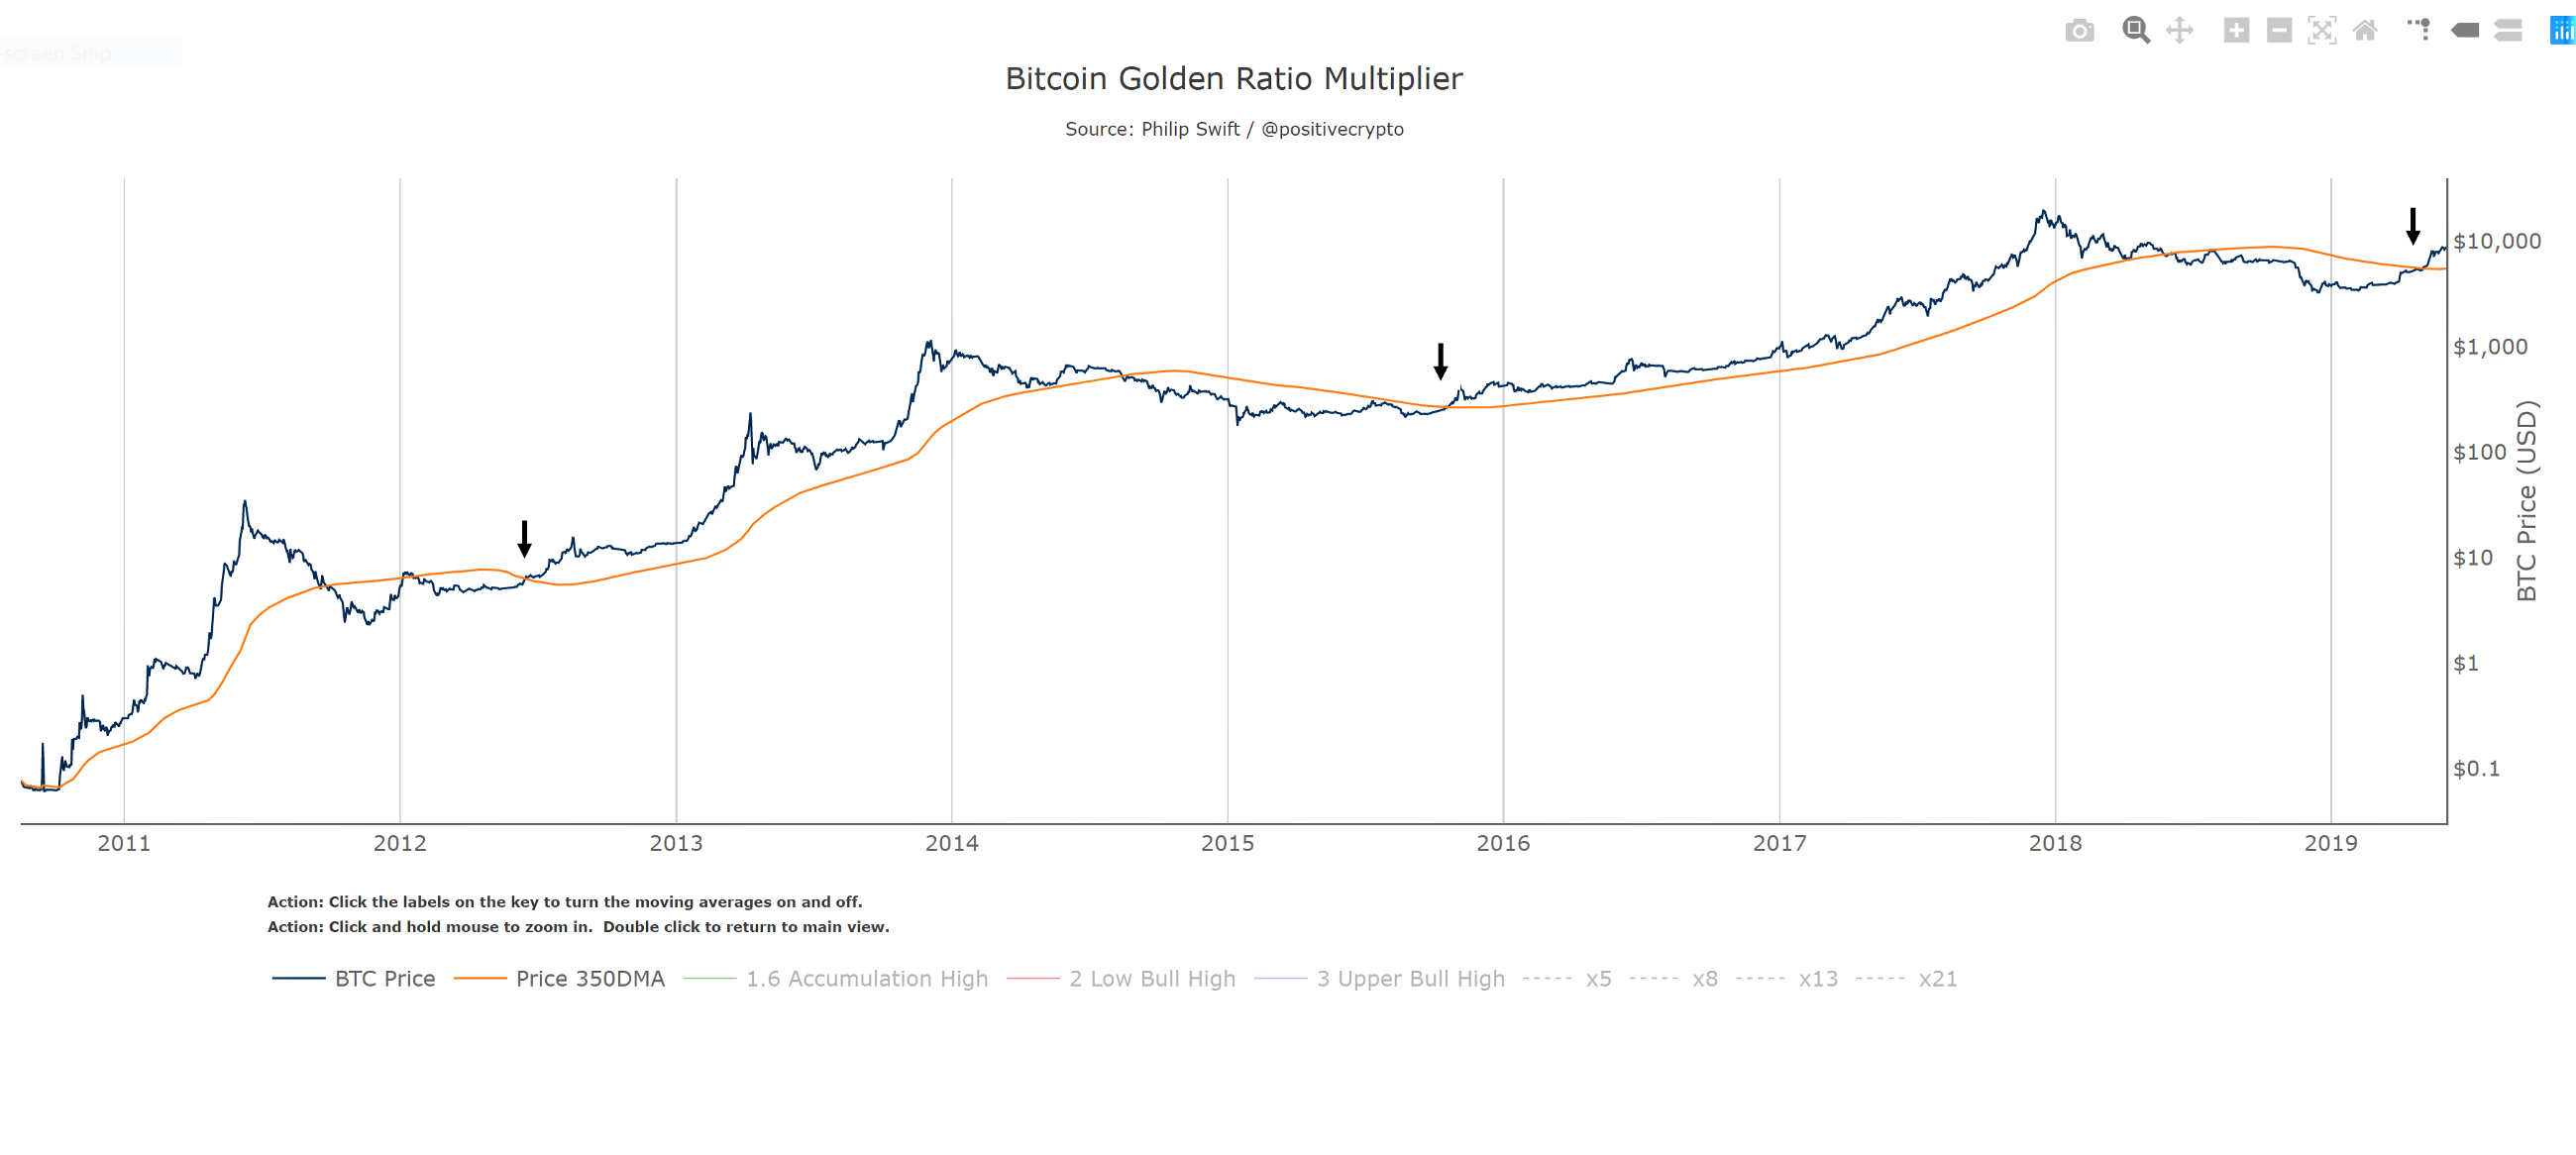 screen Snip
Bitcoin Golden Ratio Multiplier
Source: Philip Swift / @positivecrypto
$10,000
$1,000
$100
$10
$1
$0.1
BTC Price (USD)
2011 2012 2013 2014 2015 2016 2017 2018 2019
Action: Click the labels on the key to turn the moving averages on and off.
Action: Click and hold mouse to zoom in. Double click to return to main view.
BTC Price Price 350DMA 1.6 Accumulation High 2 Low Bull High 3 Upper Bull High x5 x8 x13 x21